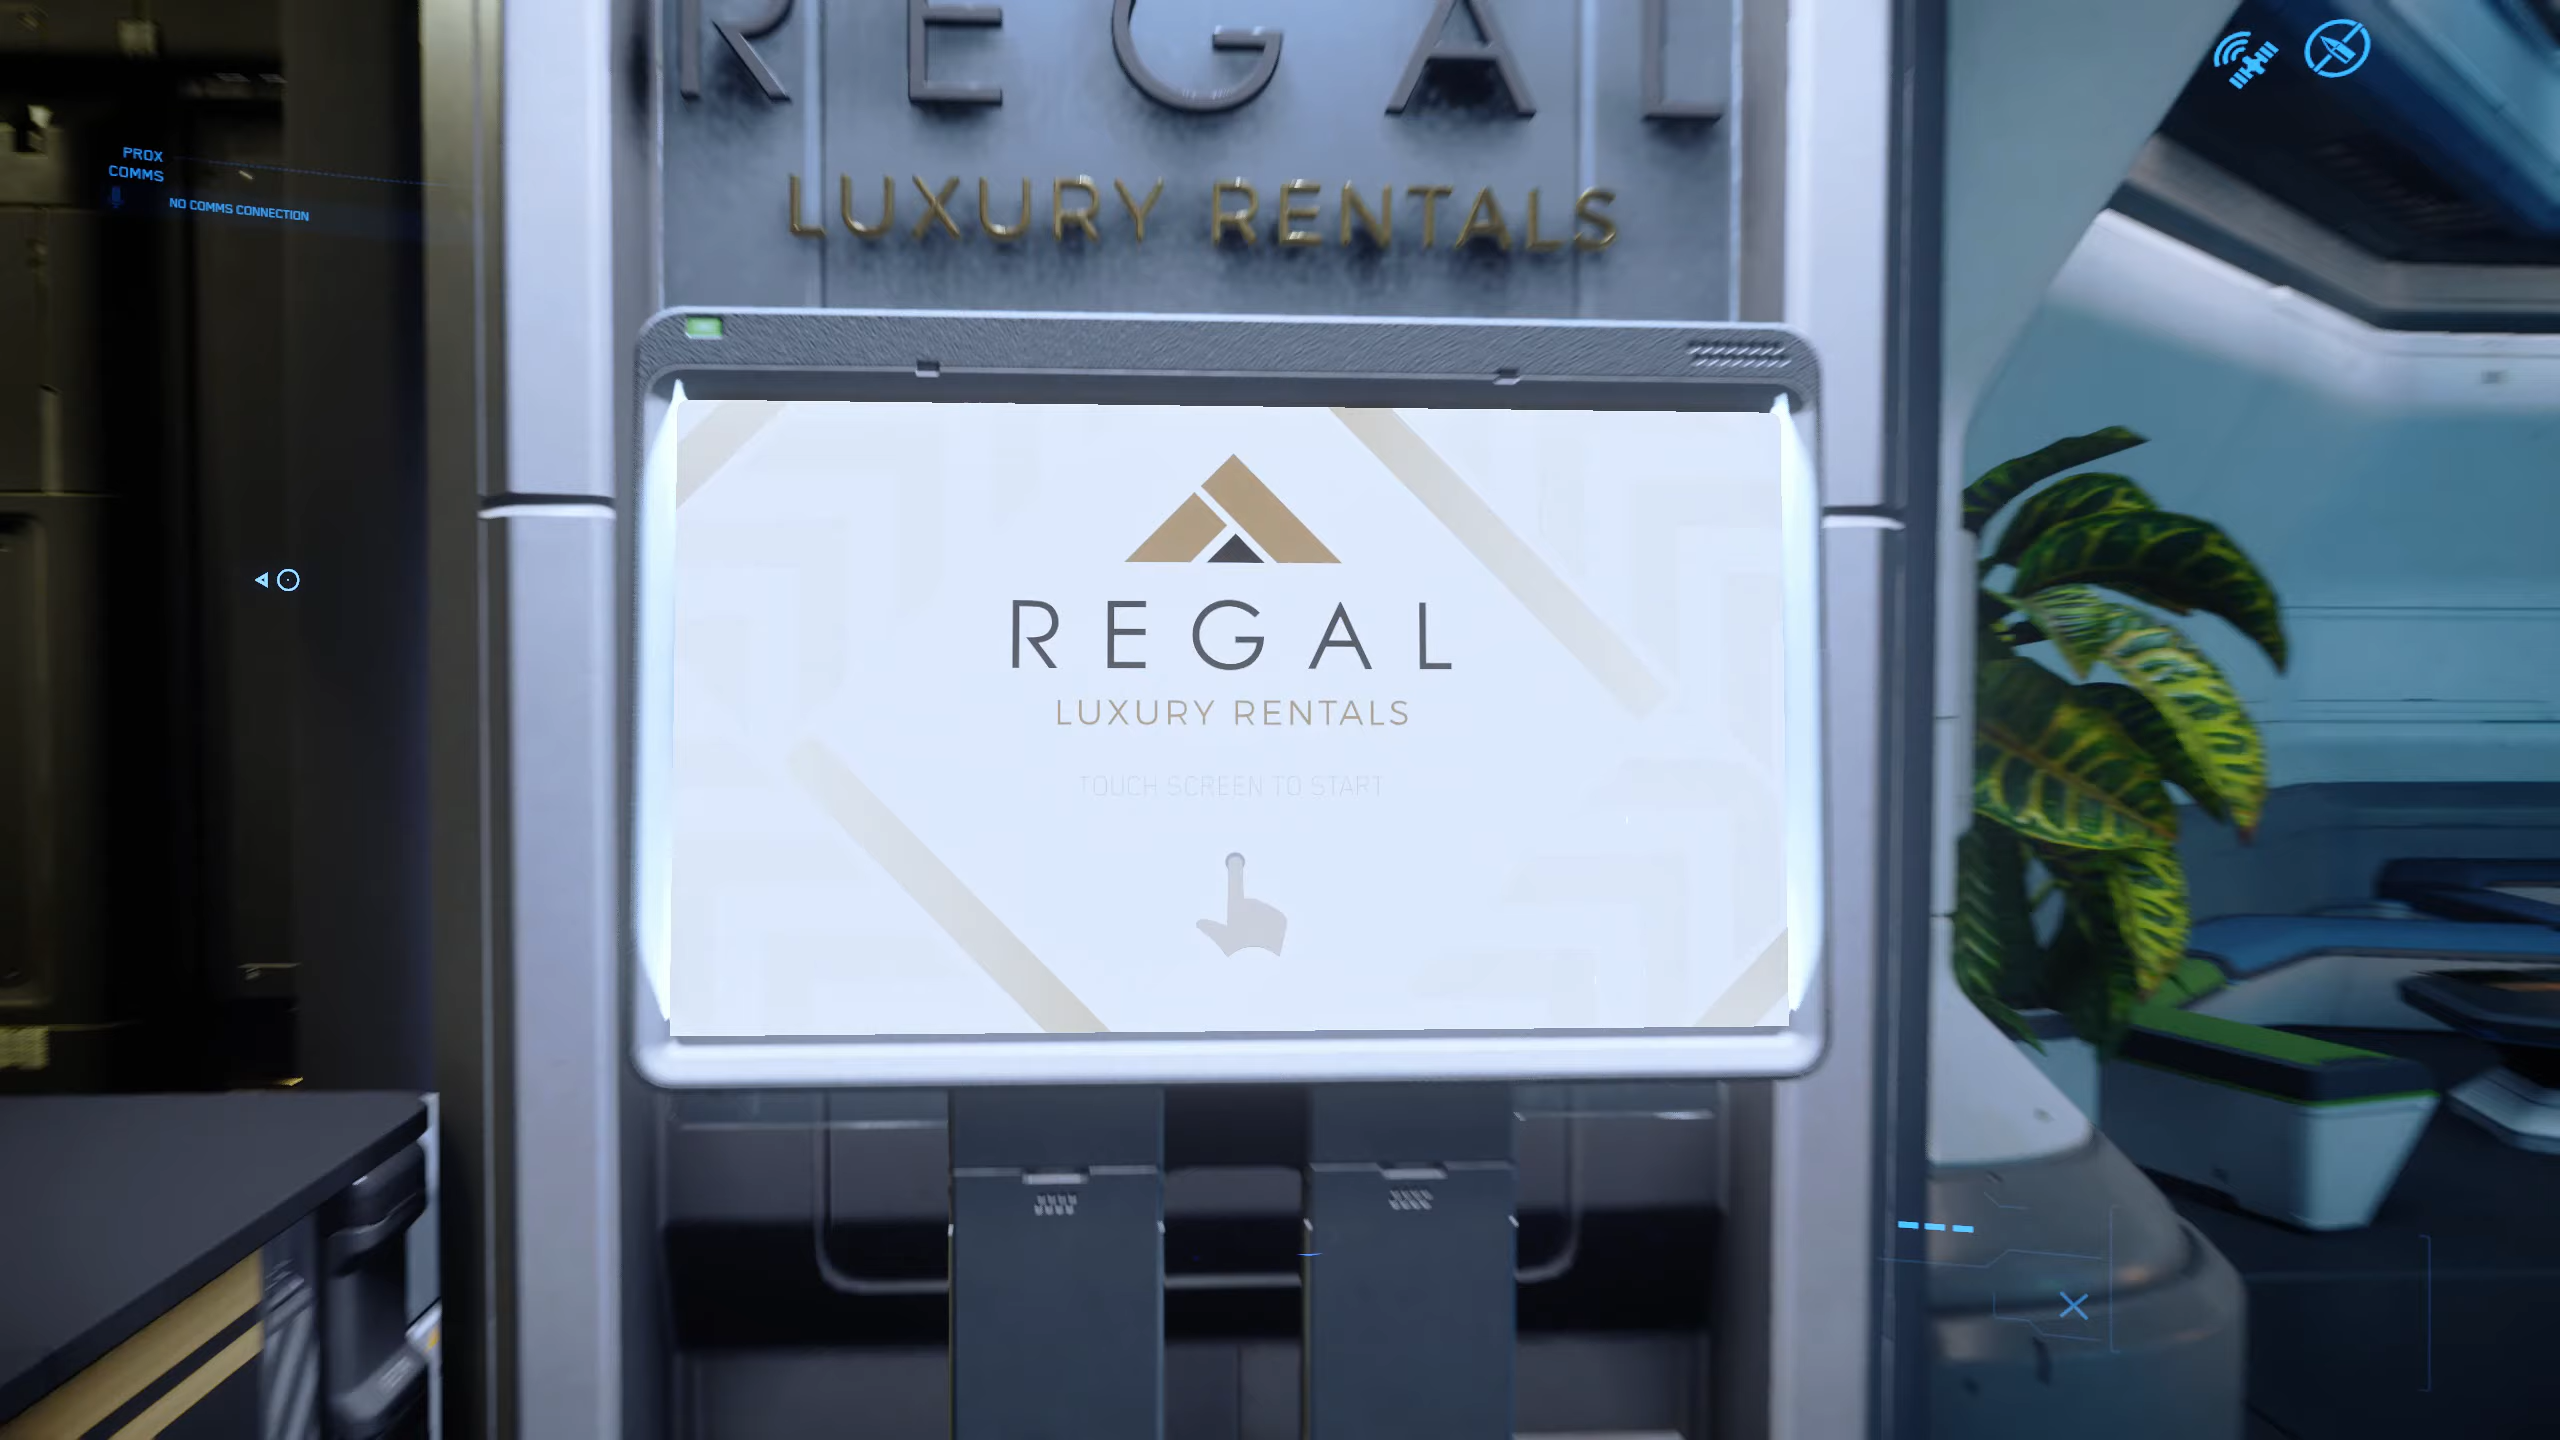 REGAL
LUXURY RENTALS
PROX
COMMS
NO COMMS CONNECTION
REGAL
LUXURY RENTALS
TOUCH SCREEN TO START